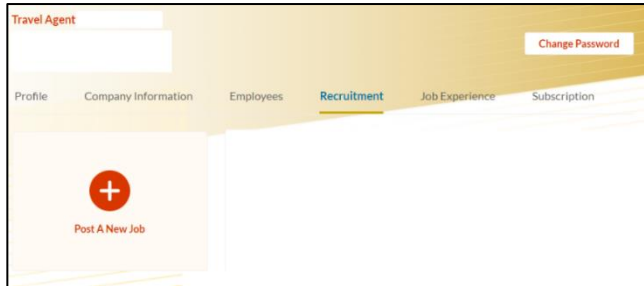 Travel Agent
Change Password
Profile Company Information Employees Recruitment Job Experience Subscription
Post A New Job